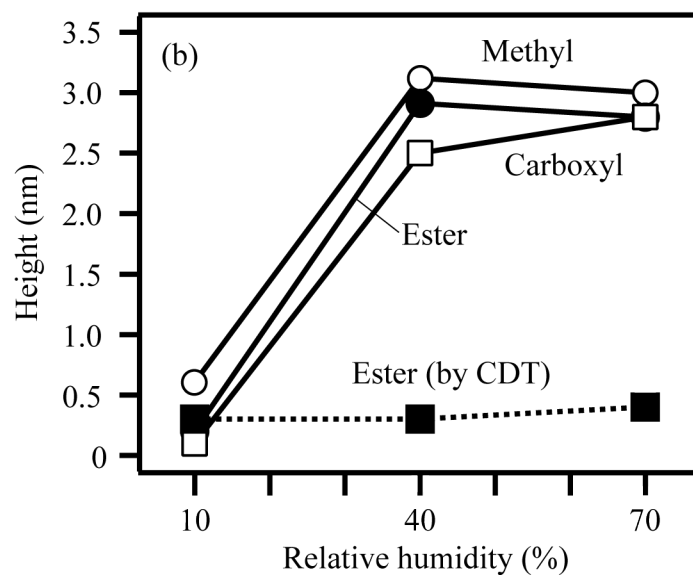 3.5
(b)
Methyl
3.0
2.5
Carboxyl
2.0
Ester
1.5
1.0
Ester (by CDT)
0.5
0
Height (nm)
10
40
70
Relative humidity (%)